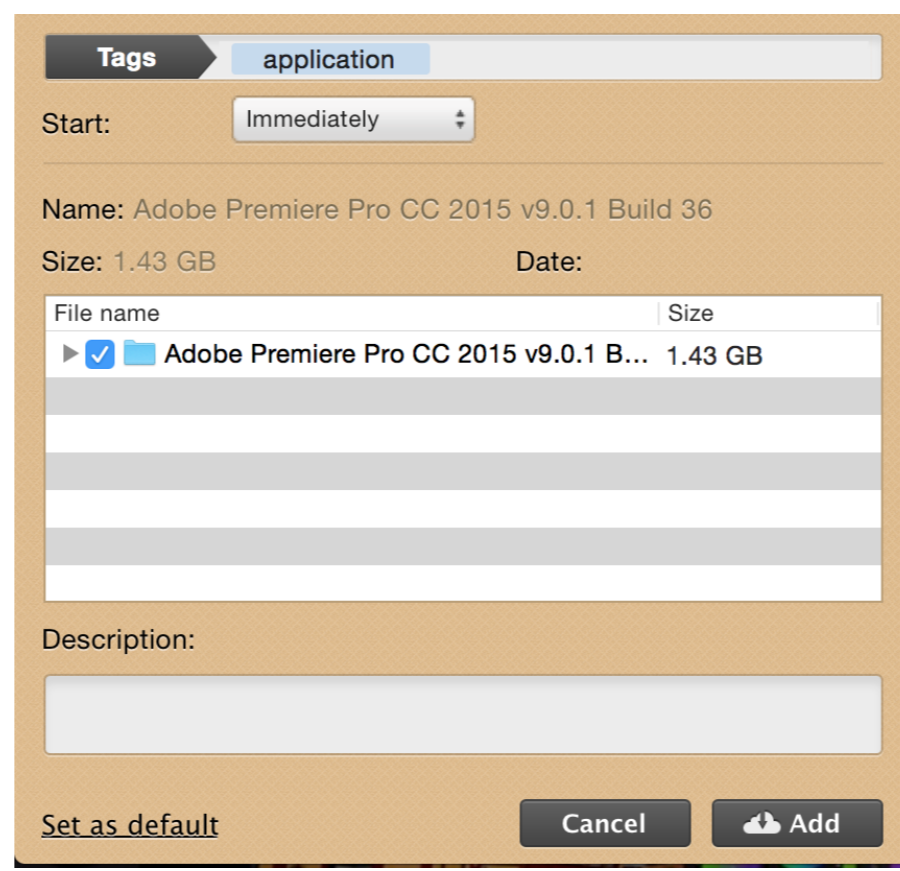 Tags application
Start: Immediately
Name: Adobe Premiere Pro CC 2015 v9.0.1 Build 36
Size: 1.43 GB Date:
File name Size
Adobe Premiere Pro CC 2015 v9.0.1 B... 1.43 GB
Description:
Set as default Cancel Add